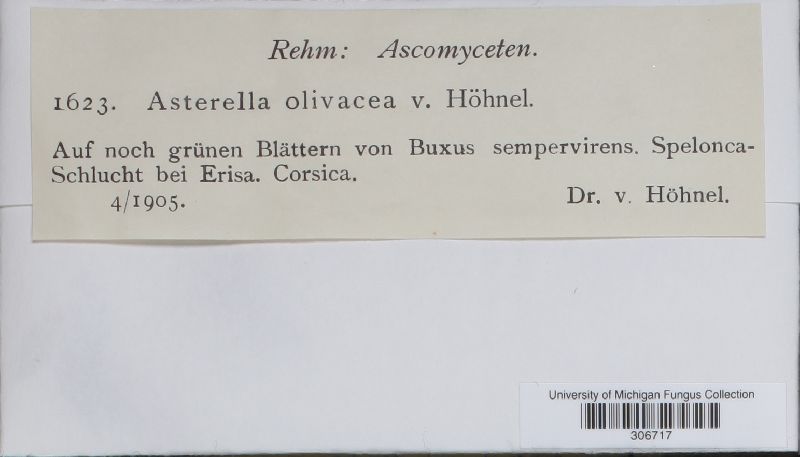 Rehm: Ascomyceten.
1623. Asterella olivacea v. Höhnel.
Auf noch grünen Blättern von Buxus sempervirens. Spelonca-
Schlucht bei Erisa. Corsica.
4/1905.
Dr. v. Höhnel.
University of Michigan Fungus Collection
306717